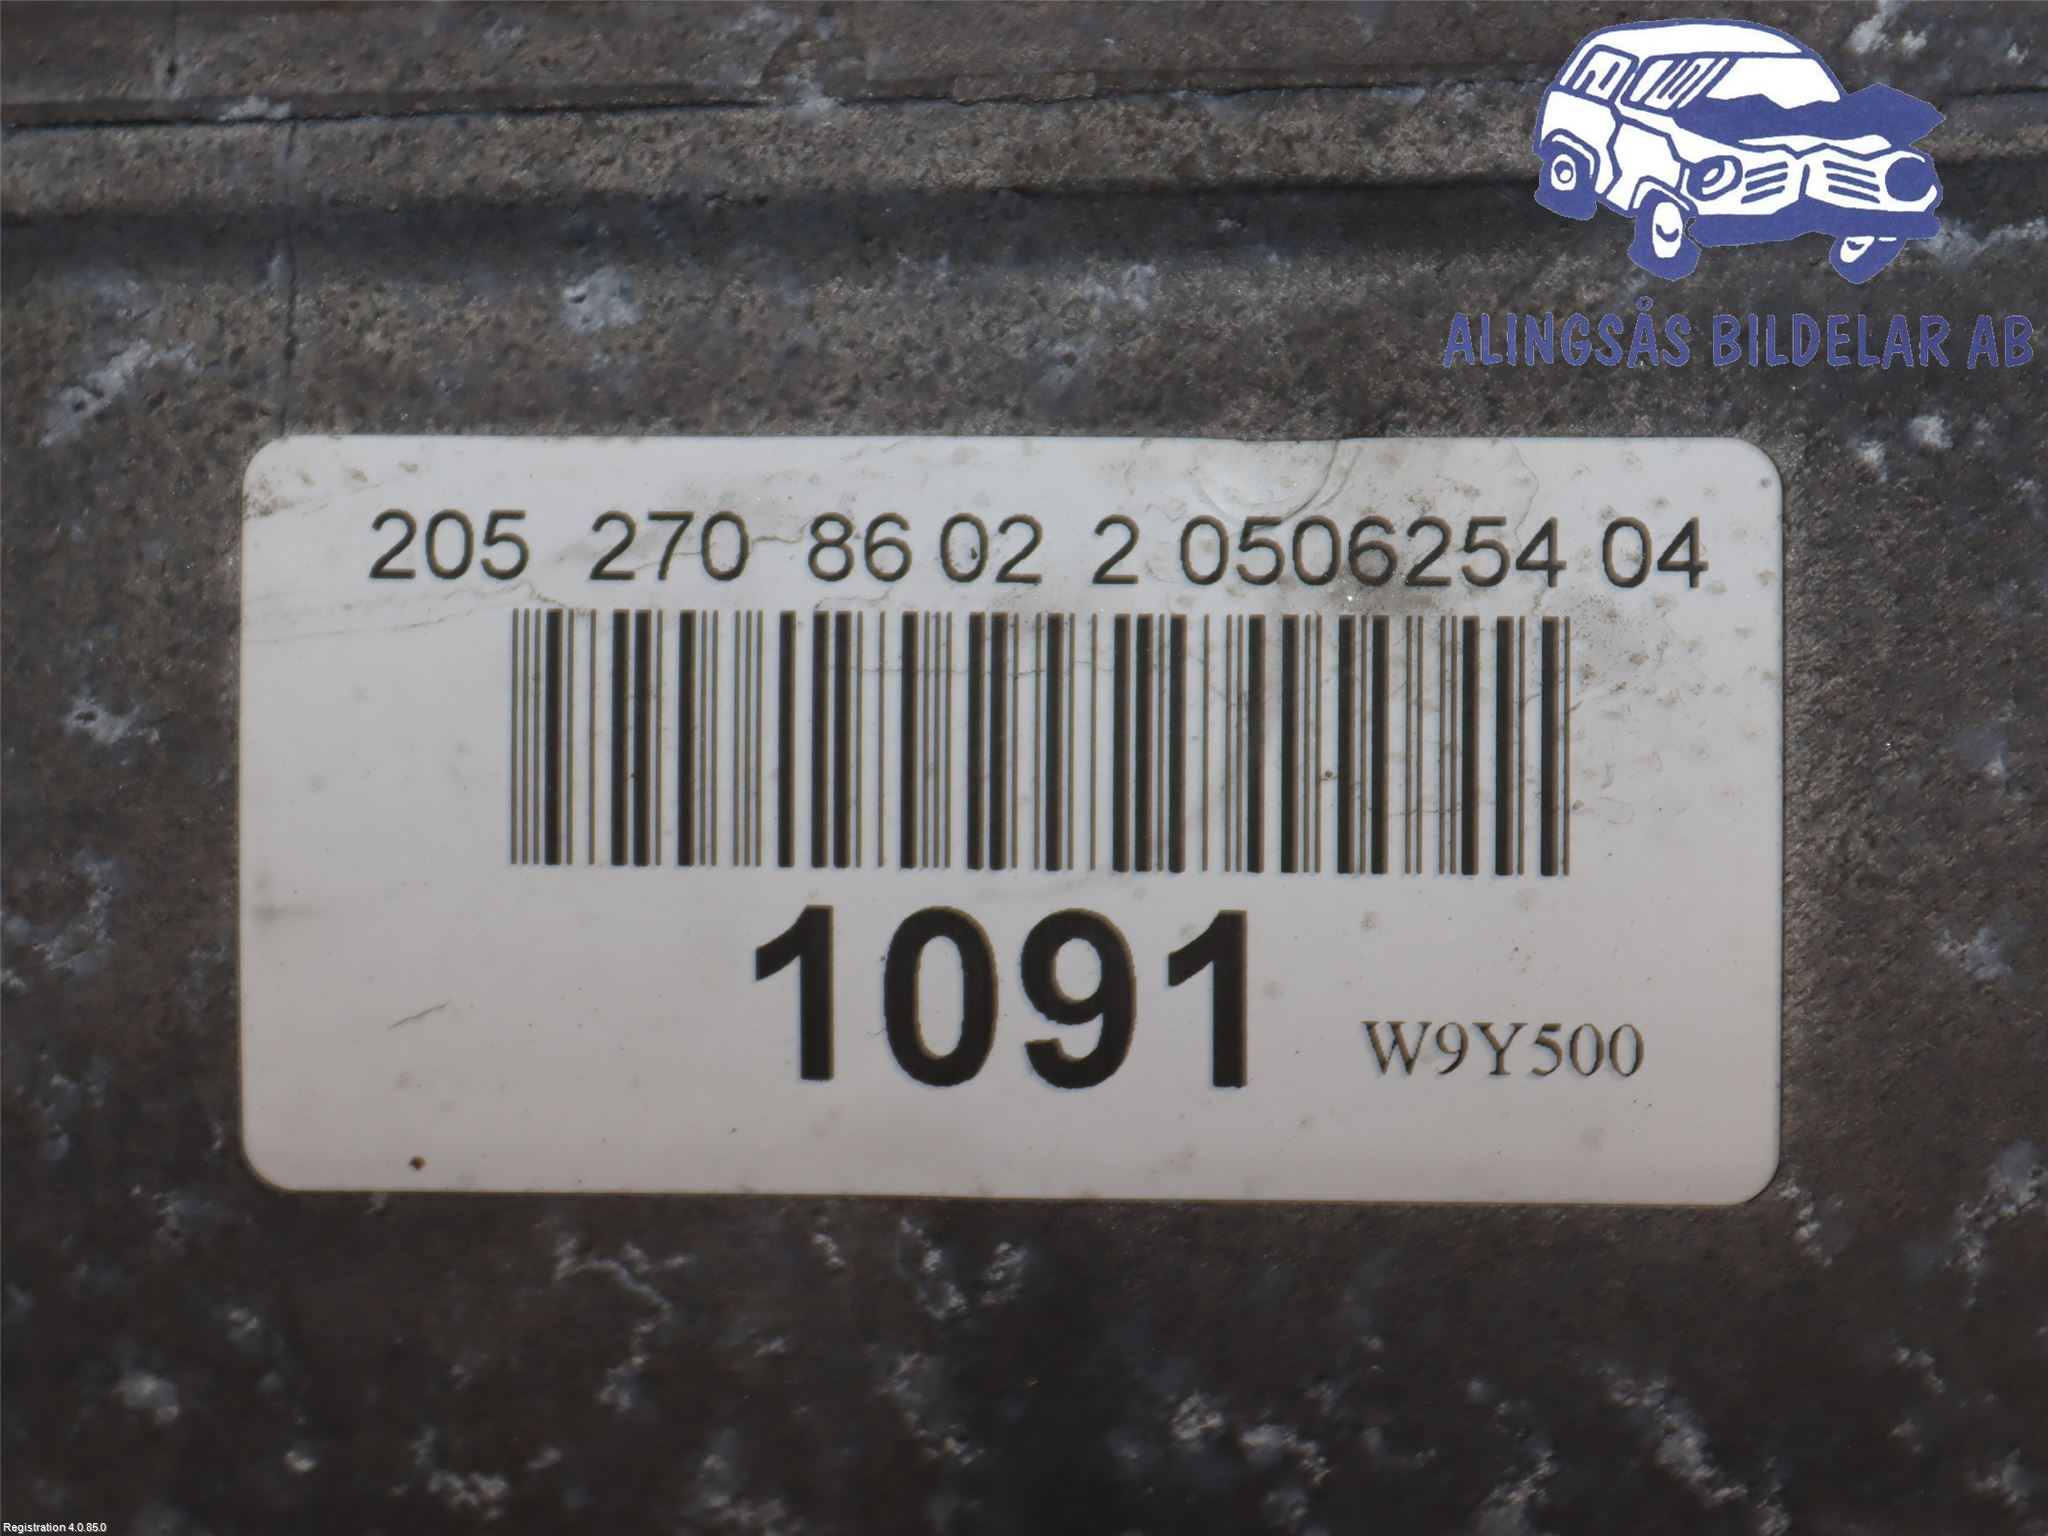 ALINGSÅS BILDELAR AB
205 270 86 02 2 0506254 04
1091 W9Y500
Registration 4.0.85.0